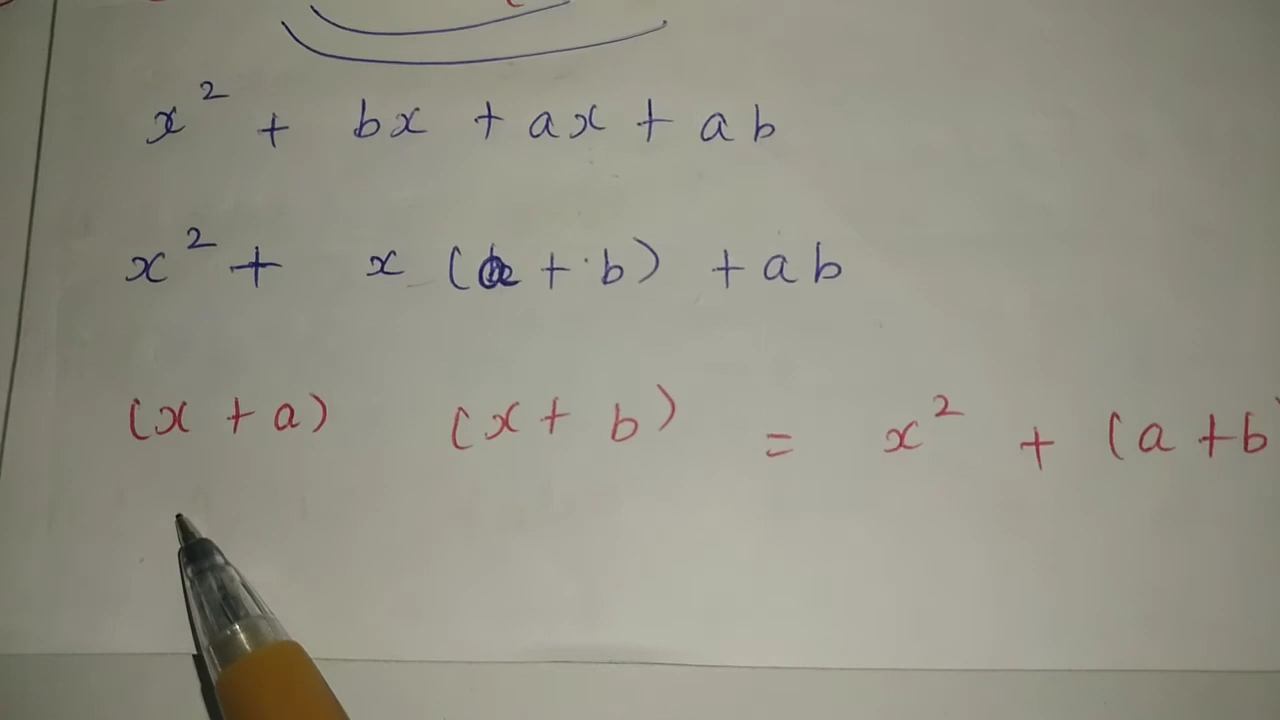 x² + bx + ax + ab
x² + x (a + b) + ab
(x + a) (x + b) = x² + (a + b)